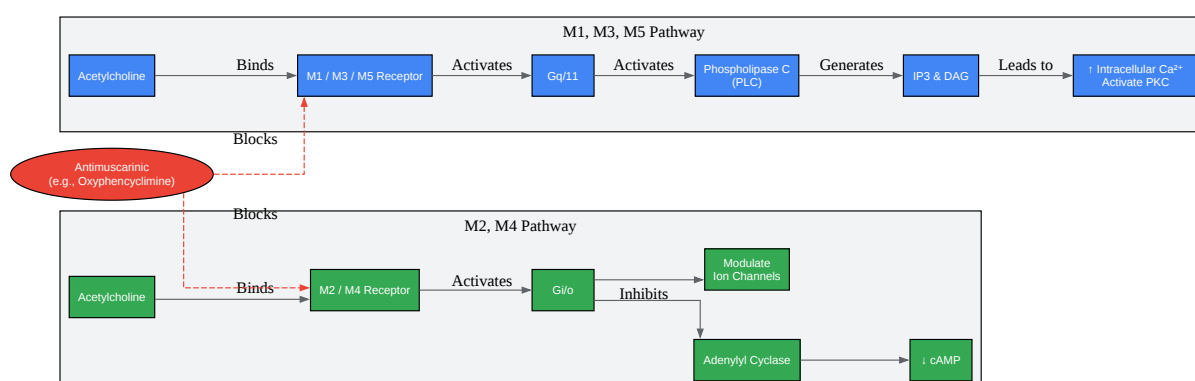 M1, M3, M5 Pathway
Acetylcholine
Binds
M1 / M3 / M5 Receptor
Activates
Gq/11
Activates
Phospholipase C
(PLC)
Generates
IP3 & DAG
Leads to
↑ Intracellular Ca²⁺
Activate PKC
Blocks
Antimuscarinic
(e.g., Oxyphencyclimine)
Blocks
M2, M4 Pathway
Acetylcholine
Binds
M2 / M4 Receptor
Activates
Gi/o
Modulate
Ion Channels
Inhibits
Adenylyl Cyclase
↓ cAMP